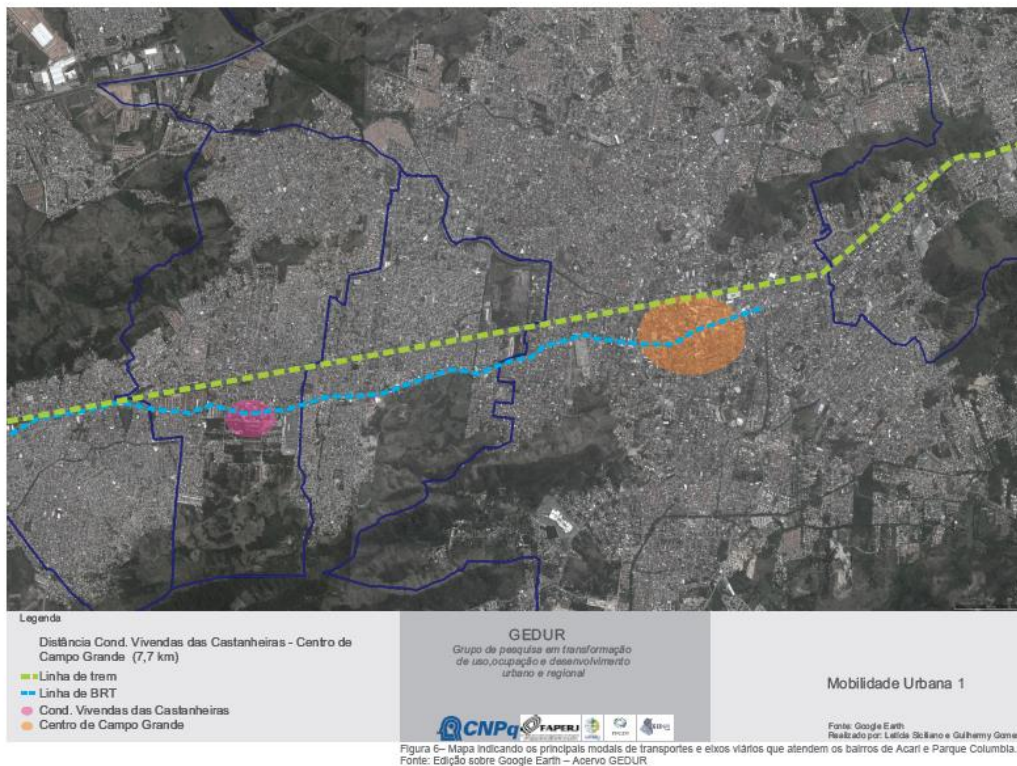 Legenda
Distância Cond. Vivendas das Castanheiras - Centro de
Campo Grande (7,7 km)
Linha de trem
Linha de BRT
Cond. Vivendas das Castanheiras
Centro de Campo Grande
GEDUR
Grupo de pesquisa em transformação
de uso,ocupação e desenvolvimento
urbano e regional
CNPq
FAPERJ
Mobilidade Urbana 1
Fonte: Google Earth
Realizado por: Letícia Siciliano e Guilhermy Gome
Figura 6– Mapa indicando os principais modais de transportes e eixos viários que atendem os bairros de Acari e Parque Columbia.
Fonte: Edição sobre Google Earth – Acervo GEDUR